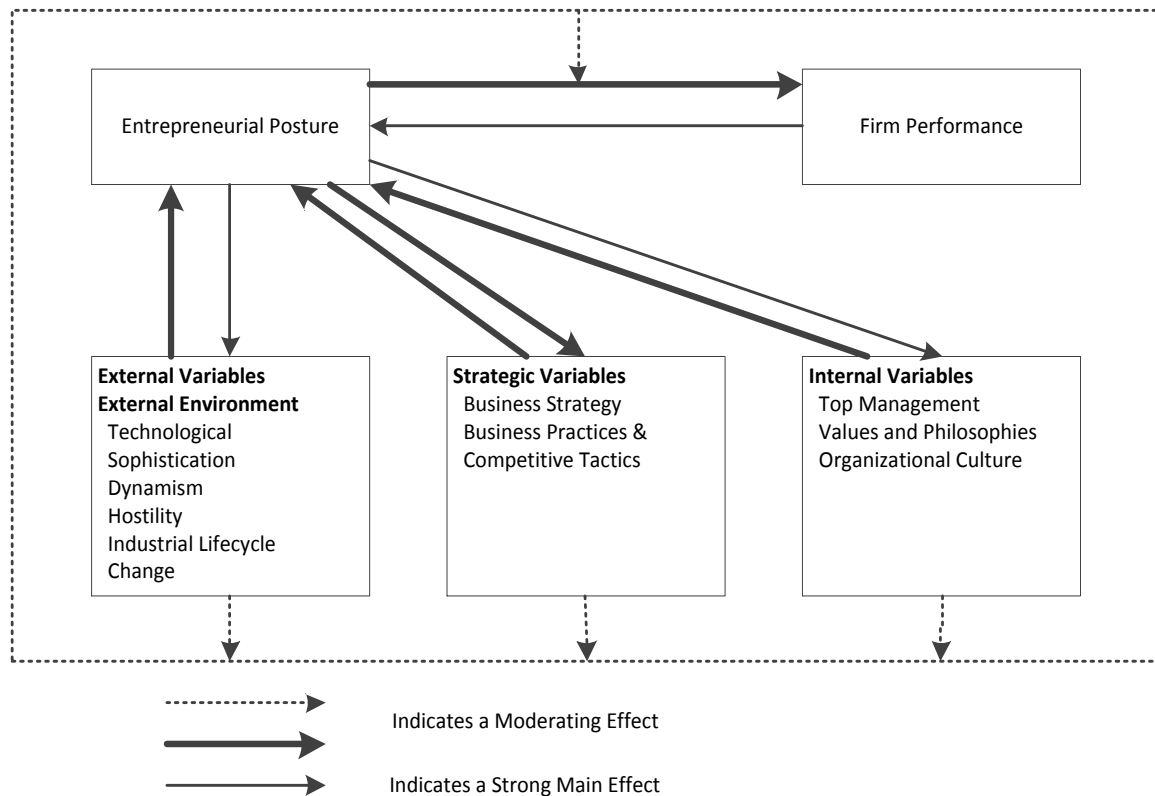 Entrepreneurial Posture
Firm Performance
External Variables
External Environment
Technological
Sophistication
Dynamism
Hostility
Industrial Lifecycle
Change
Strategic Variables
Business Strategy
Business Practices &
Competitive Tactics
Internal Variables
Top Management
Values and Philosophies
Organizational Culture
Indicates a Moderating Effect
Indicates a Strong Main Effect